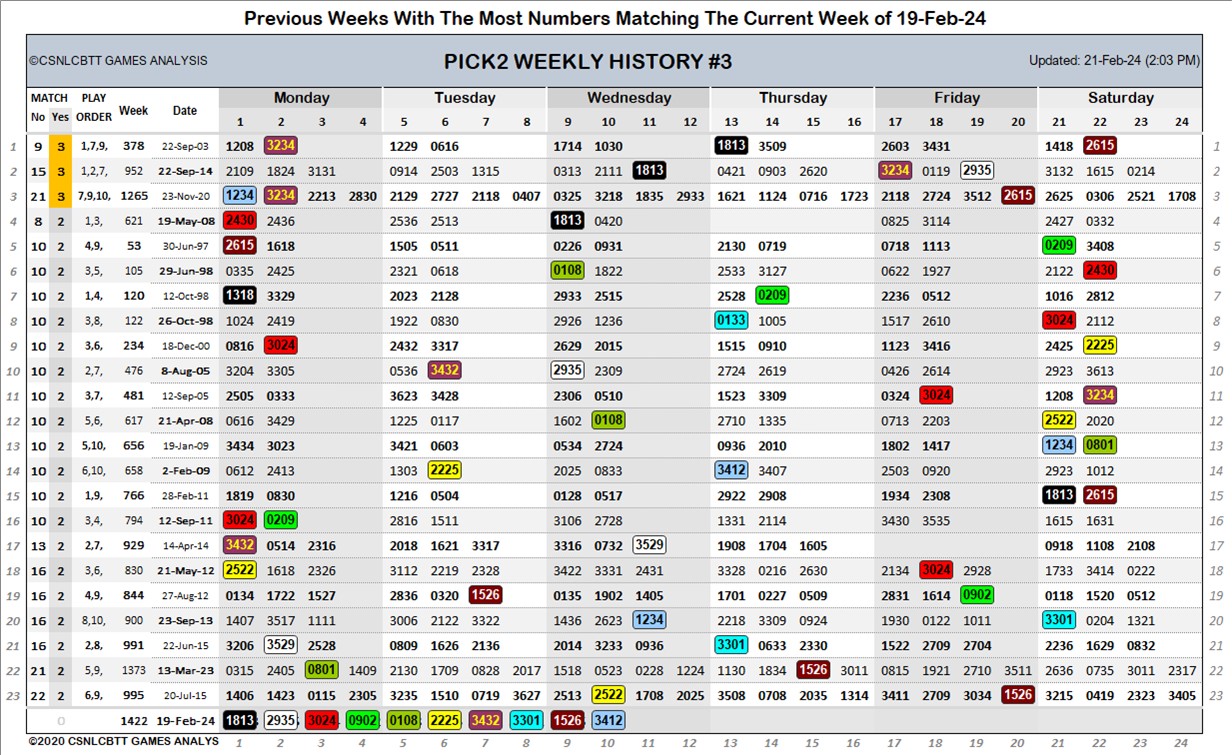 Previous Weeks With The Most Numbers Matching The Current Week of 19-Feb-24
©CSNLCBTT GAMES ANALYSIS PICK2 WEEKLY HISTORY #3 Updated: 21-Feb-24 (2:03 PM)
MATCH PLAY Week Date Monday Tuesday Wednesday Thursday Friday Saturday
No Yes ORDER 1 2 3 4 5 6 7 8 9 10 11 12 13 14 15 16 17 18 19 20 21 22 23 24
1 9 3 1,7,9, 378 22-Sep-03 1208 3234 1229 0616 1714 1030 1813 3509 2603 3431 1418 2615 1
2 15 3 1,2,7, 952 22-Sep-14 2109 1824 3131 0914 2503 1315 0313 2111 1813 0421 0903 2620 3234 0119 2935 3132 1615 0214 2
3 21 3 7,9,10, 1265 23-Nov-20 1234 3234 2213 2830 2129 2727 2118 0407 0325 3218 1835 2933 1621 1124 0716 1723 2118 2724 3512 2615 2625 0306 2521 1708 3
4 8 2 1,3, 621 19-May-08 2430 2436 2536 2513 1813 0420 0825 3114 2427 0332 4
5 10 2 4,9, 53 30-Jun-97 2615 1618 1505 0511 0226 0931 2130 0719 0718 1113 0209 3408 5
6 10 2 3,5, 105 29-Jun-98 0335 2425 2321 0618 0108 1822 2533 3127 0622 1927 2122 2430 6
7 10 2 1,4, 120 12-Oct-98 1318 3329 2023 2128 2933 2515 2528 0209 2236 0512 1016 2812 7
8 10 2 3,8, 122 26-Oct-98 1024 2419 1922 0830 2926 1236 0133 1005 1517 2610 3024 2112 8
9 10 2 3,6, 234 18-Dec-00 0816 3024 2432 3317 2629 2015 1515 0910 1123 3416 2425 2225 9
10 10 2 2,7, 476 8-Aug-05 3204 3305 0536 3432 2935 2309 2724 2619 0426 2614 2923 3613 10
11 10 2 3,7, 481 12-Sep-05 2505 0333 3623 3428 2306 0510 1523 3309 0324 3024 1208 3234 11
12 10 2 5,6, 617 21-Apr-08 0616 3429 1225 0117 1602 0108 2710 1335 0713 2203 2522 2020 12
13 10 2 5,10, 656 19-Jan-09 3434 3023 3421 0603 0534 2724 0936 2010 1802 1417 1234 0801 13
14 10 2 6,10, 658 2-Feb-09 0612 2413 1303 2225 2025 0833 3412 3407 2503 0920 2923 1012 14
15 10 2 1,9, 766 28-Feb-11 1819 0830 1216 0504 0128 0517 2922 2908 1934 2308 1813 2615 15
16 10 2 3,4, 794 12-Sep-11 3024 0209 2816 1511 3106 2728 1331 2114 3430 3535 1615 1631 16
17 13 2 2,7, 929 14-Apr-14 3432 0514 2316 2018 1621 3317 3316 0732 3529 1908 1704 1605 0918 1108 2108 17
18 16 2 3,6, 830 21-May-12 2522 1618 2326 3112 2219 2328 3422 3331 2431 3328 0216 2630 2134 3024 2928 1733 3414 0222 18
19 16 2 4,9, 844 27-Aug-12 0134 1722 1527 2836 0320 1526 0135 1902 1405 1701 0227 0509 2831 1614 0902 0118 1520 0512 19
20 16 2 8,10, 900 23-Sep-13 1407 3517 1111 3006 2122 3322 1436 2623 1234 2218 3309 0924 1930 0122 1011 3301 0204 1321 20
21 16 2 2,8, 991 22-Jun-15 3206 3529 2528 0809 1626 2136 2014 3233 0936 3301 0633 2330 1522 2709 2704 2236 1629 0832 21
22 21 2 5,9, 1373 13-Mar-23 0315 2405 0801 1409 2130 1709 0828 2017 1518 0523 0228 1224 1130 1834 1526 3011 0815 1921 2710 3511 2636 0735 3011 2317 22
23 22 2 6,9, 995 20-Jul-15 1406 1423 0115 2305 3235 1510 0719 3627 2513 2522 1708 2025 3508 0708 2035 1314 3411 2709 3034 1526 3215 0419 2323 3405 23
0 1422 19-Feb-24 1813 2935 3024 0902 0108 2225 3432 3301 1526 3412
©2020 CSNLCBTT GAMES ANALYS 1 2 3 4 5 6 7 8 9 10 11 12 13 14 15 16 17 18 19 20 21 22 23 24